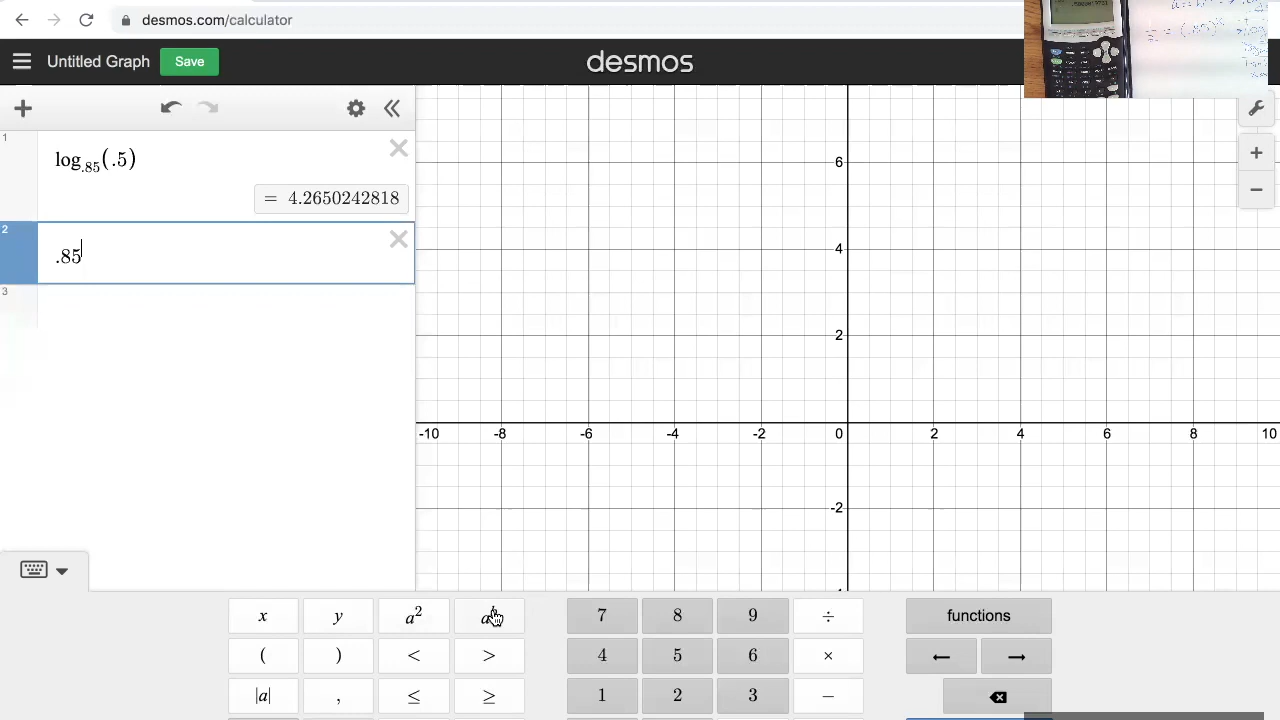 desmos.com/calculator
Untitled Graph Save desmos
1
log.85(.5)
= 4.2650242818
2
.85
3
6
4
2
-10 -8 -6 -4 -2 0 2 4 6 8 10
-2
x y a² 7 8 9 ÷ functions
( ) < > 4 5 6 × ← →
|a| , ≤ ≥ 1 2 3 −